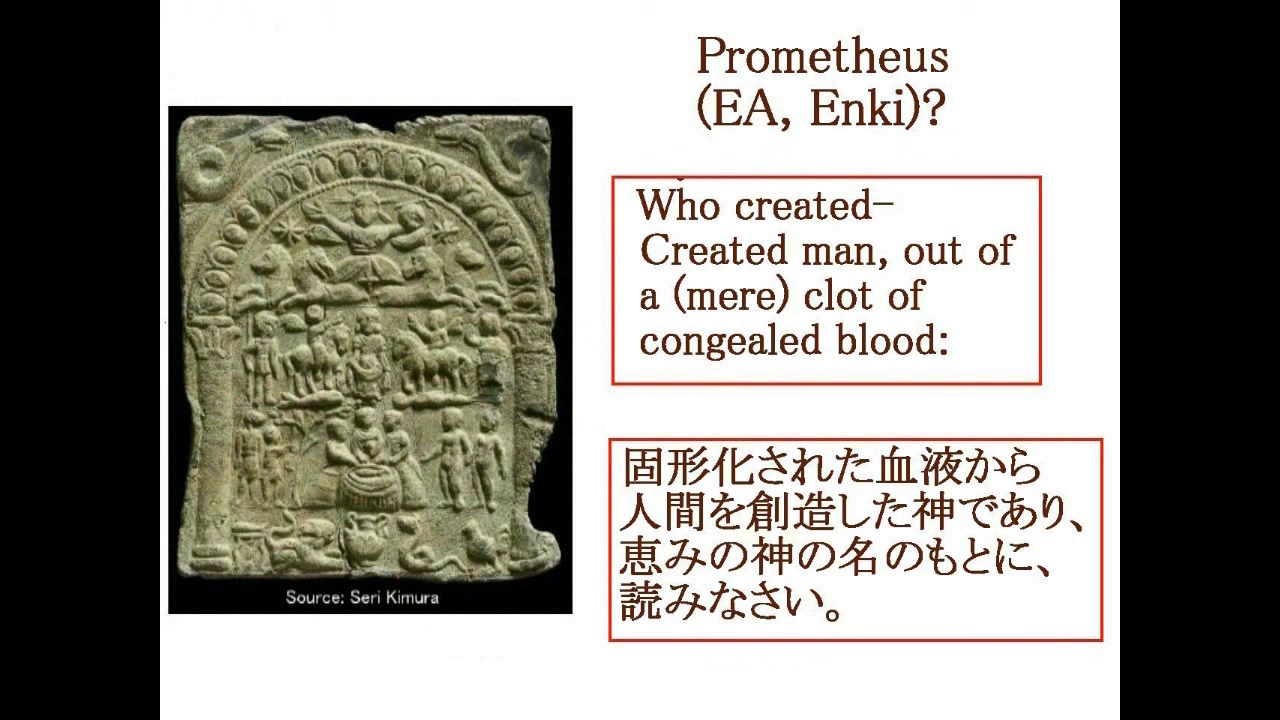 Prometheus
(EA, Enki)?
Who created-
Created man, out of
a (mere) clot of
congealed blood:
固形化された血液から
人間を創造した神であり、
恵みの神の名のもとに、
読みなさい。
Source: Seri Kimura